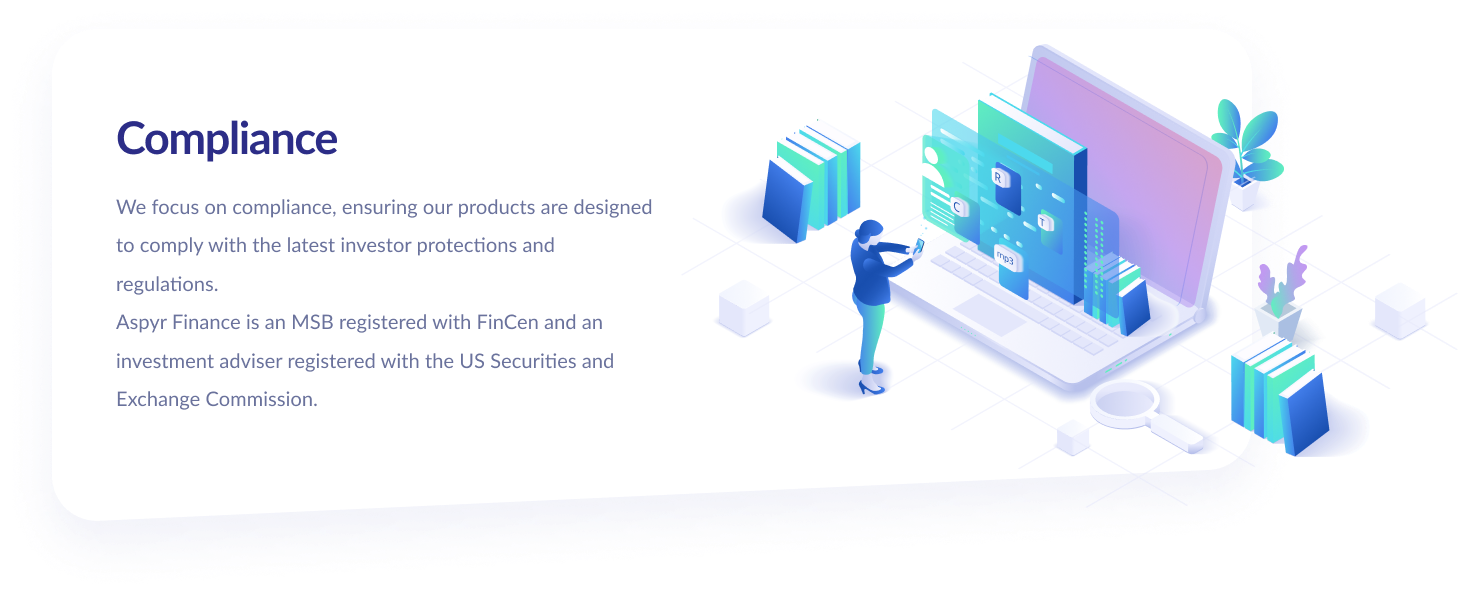 Compliance
We focus on compliance, ensuring our products are designed
to comply with the latest investor protections and
regulations.
Aspyr Finance is an MSB registered with FinCen and an
investment adviser registered with the US Securities and
Exchange Commission.
R
C
T
mp3